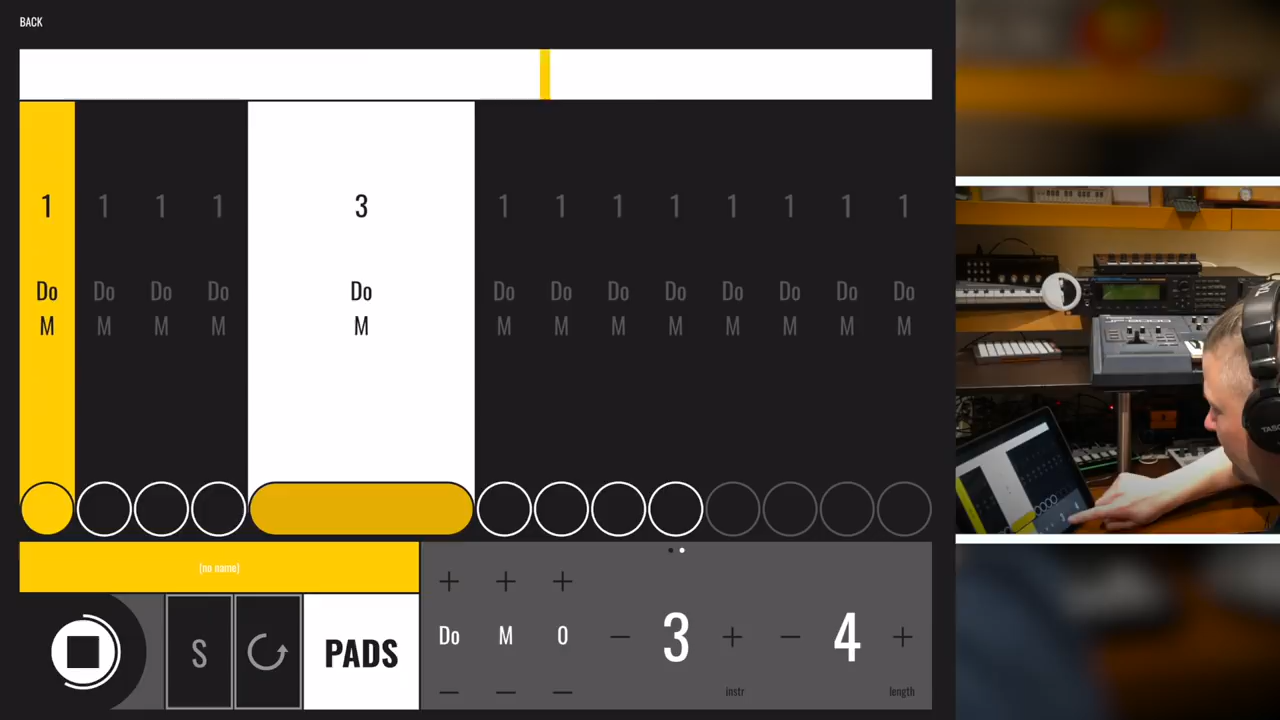 BACK
1 1 1 1 3 1 1 1 1 1 1 1 1
Do Do Do Do Do Do Do Do Do Do Do Do Do
M M M M M M M M M M M M M
(no name)
+ + +
S PADS Do M 0 − 3 + − 4 +
− − − instr length